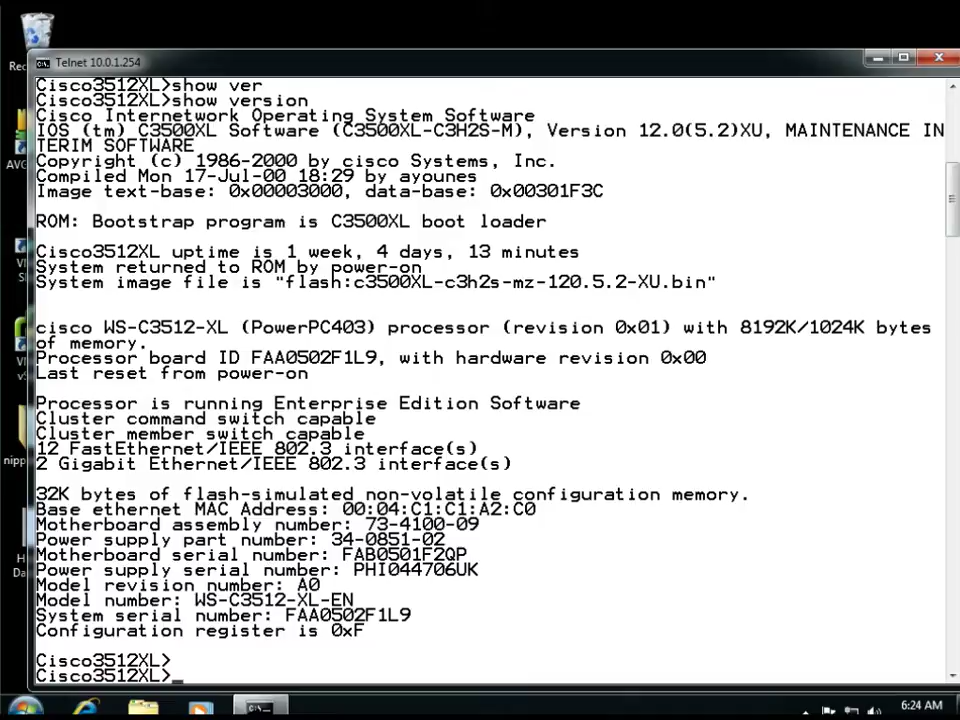 Telnet 10.0.1.254
Cisco3512XL>show ver
Cisco3512XL>show version
Cisco Internetwork Operating System Software
IOS (tm) C3500XL Software (C3500XL-C3H2S-M), Version 12.0(5.2)XU, MAINTENANCE IN
TERIM SOFTWARE
Copyright (c) 1986-2000 by cisco Systems, Inc.
Compiled Mon 17-Jul-00 18:29 by ayounes
Image text-base: 0x00003000, data-base: 0x00301F3C
ROM: Bootstrap program is C3500XL boot loader
Cisco3512XL uptime is 1 week, 4 days, 13 minutes
System returned to ROM by power-on
System image file is "flash:c3500XL-c3h2s-mz-120.5.2-XU.bin"
cisco WS-C3512-XL (PowerPC403) processor (revision 0x01) with 8192K/1024K bytes
of memory.
Processor board ID FAA0502F1L9, with hardware revision 0x00
Last reset from power-on
Processor is running Enterprise Edition Software
Cluster command switch capable
Cluster member switch capable
12 FastEthernet/IEEE 802.3 interface(s)
2 Gigabit Ethernet/IEEE 802.3 interface(s)
32K bytes of flash-simulated non-volatile configuration memory.
Base ethernet MAC Address: 00:04:C1:C1:A2:C0
Motherboard assembly number: 73-4100-09
Power supply part number: 34-0851-02
Motherboard serial number: FAB0501F2QP
Power supply serial number: PHI044706UK
Model revision number: A0
Model number: WS-C3512-XL-EN
System serial number: FAA0502F1L9
Configuration register is 0xF
Cisco3512XL>
Cisco3512XL>
Rec
AVG
nipp
6:24 AM